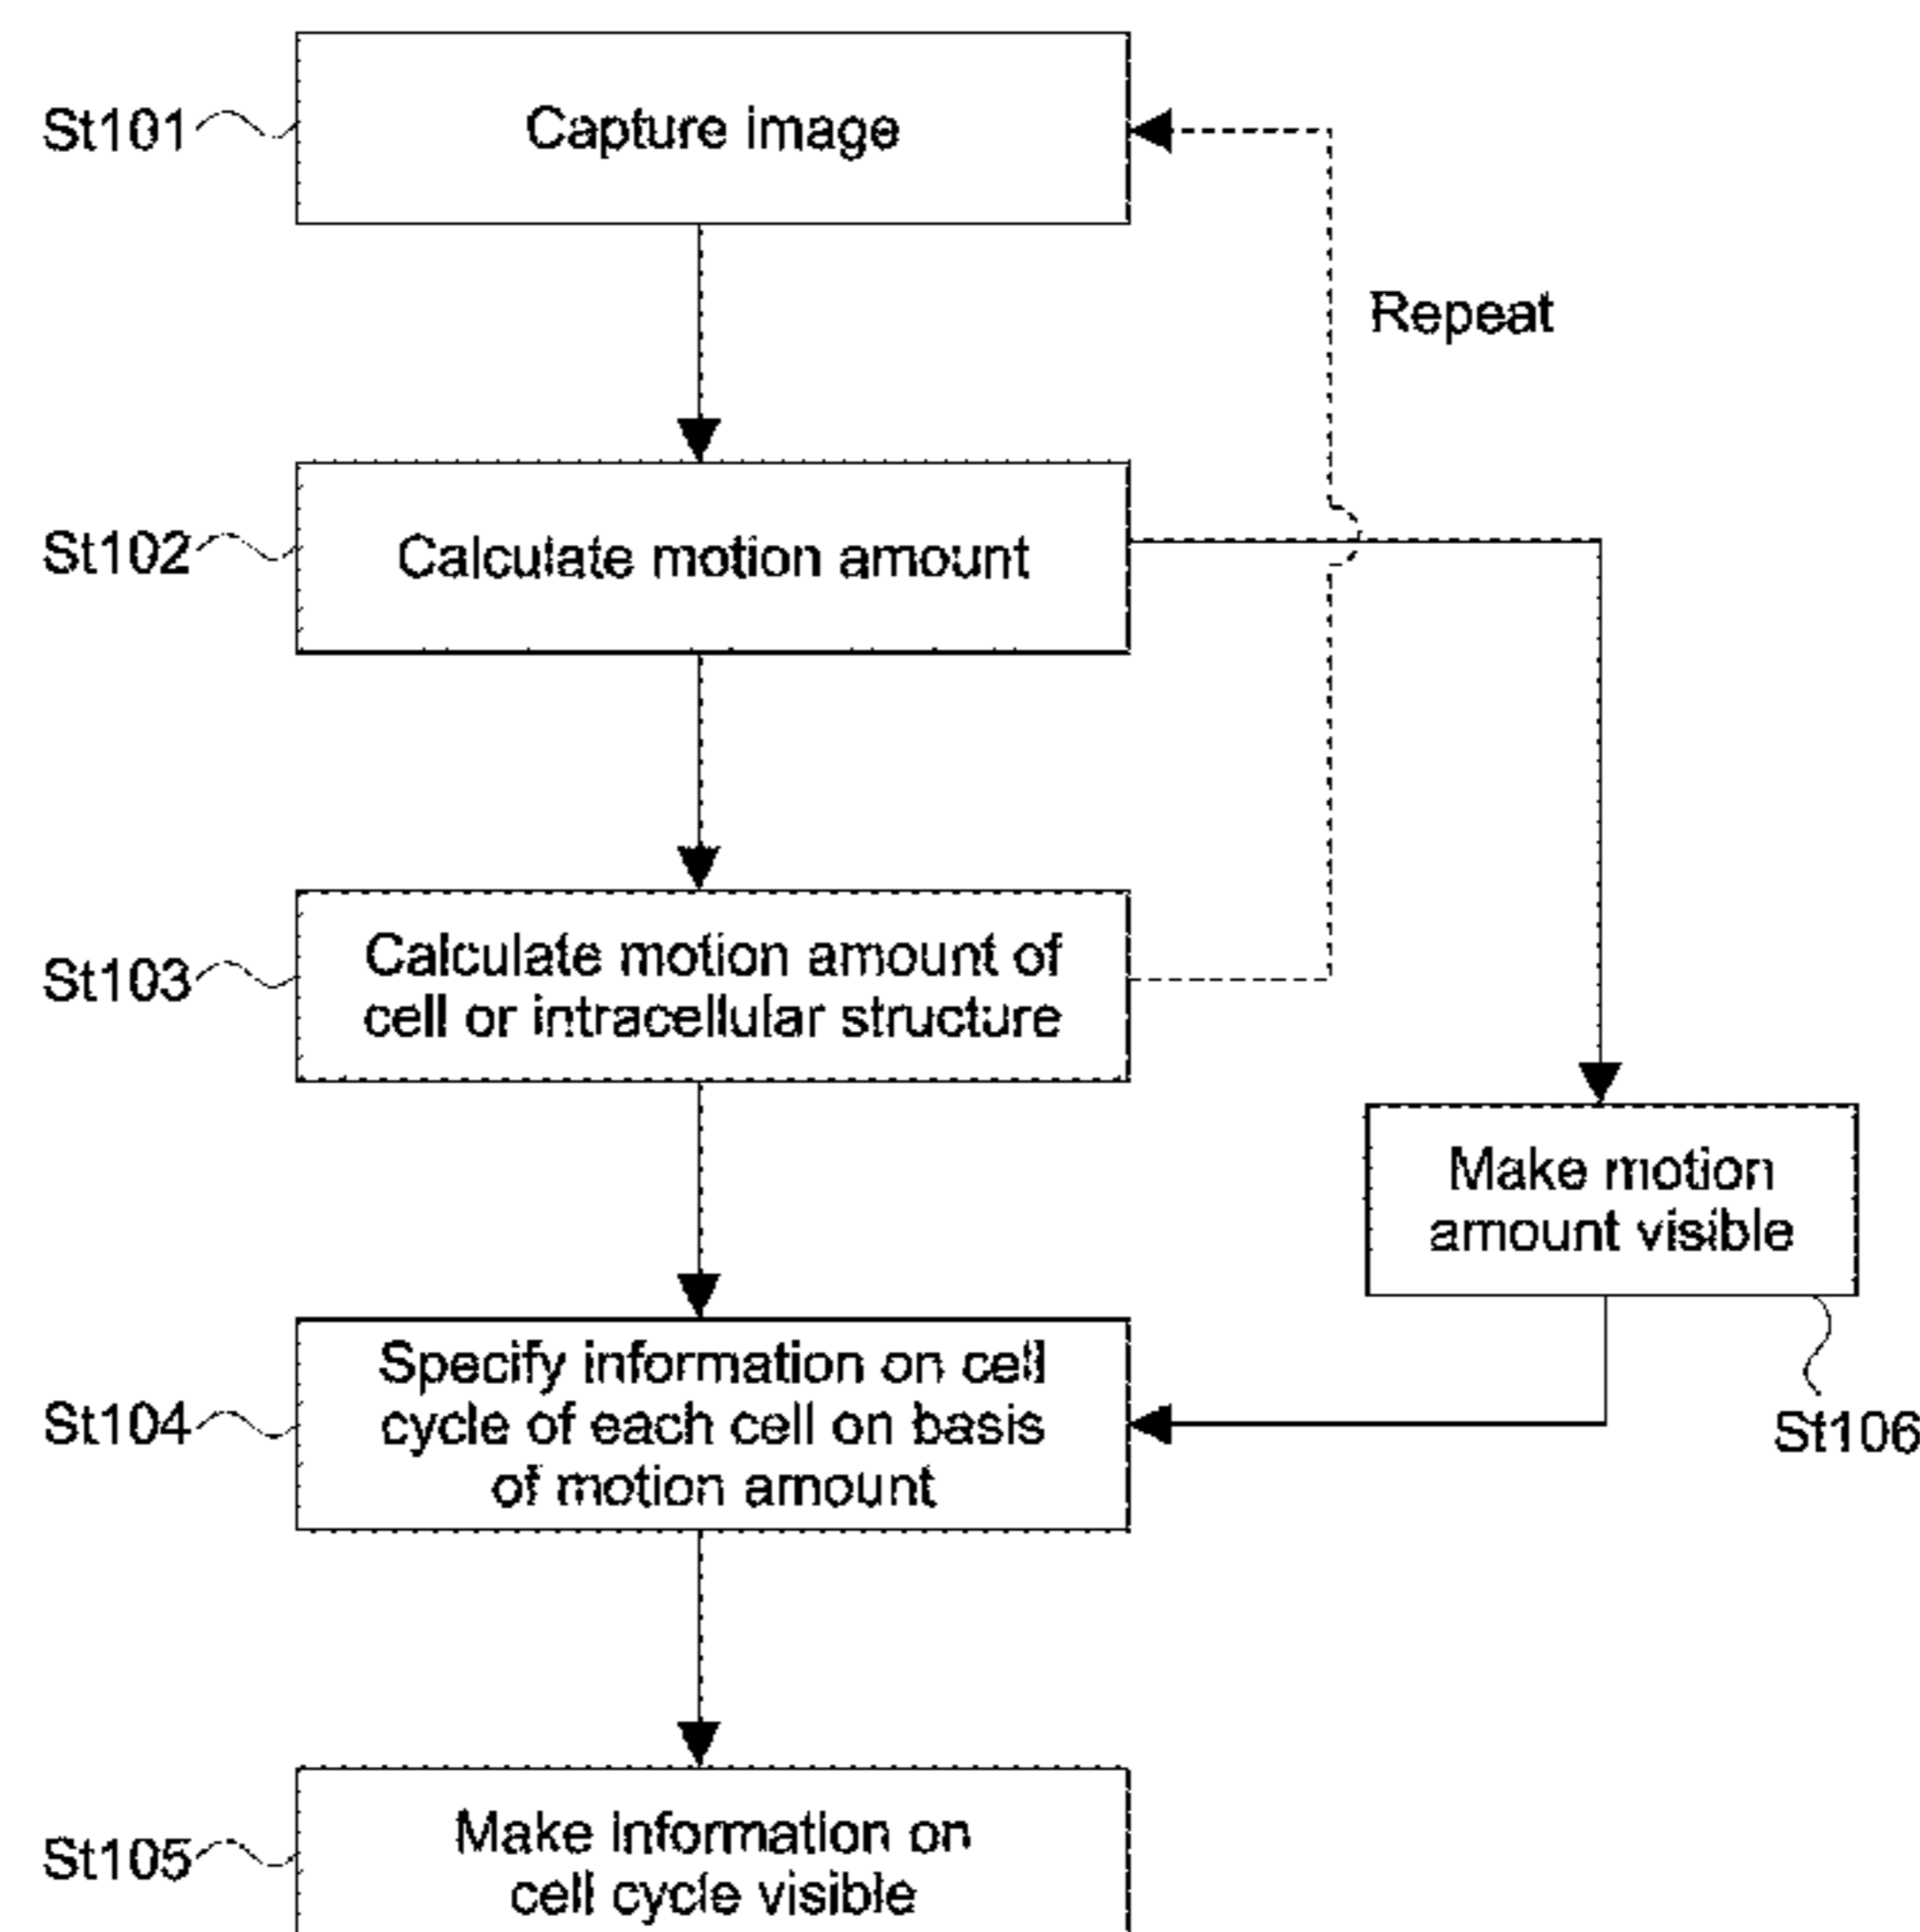 St101
Capture image
Repeat
St102
Calculate motion amount
St103
Calculate motion amount of
cell or intracellular structure
Make motion
amount visible
St106
St104
Specify information on cell
cycle of each cell on basis
of motion amount
St105
Make information on
cell cycle visible